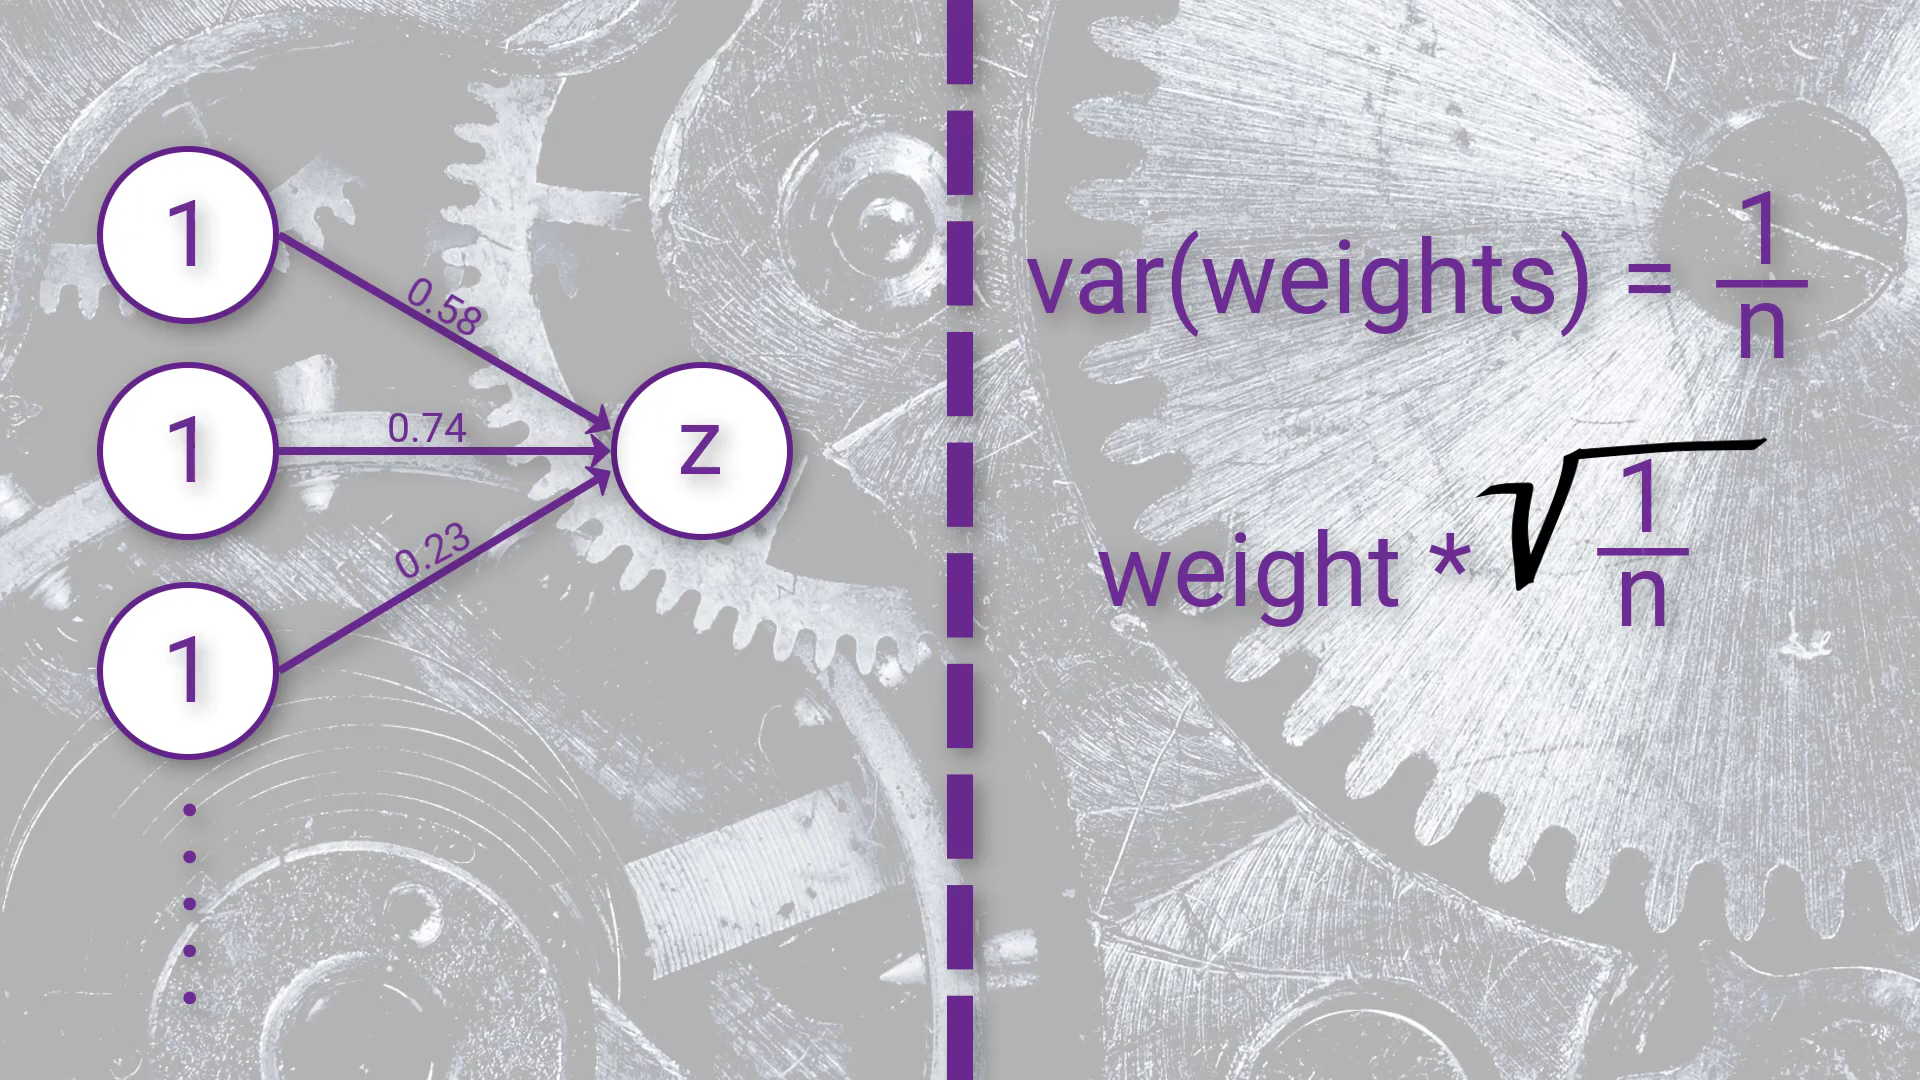 1
1
1
0.58
0.74
0.23
z
var(weights) = 1/n
weight * √1/n